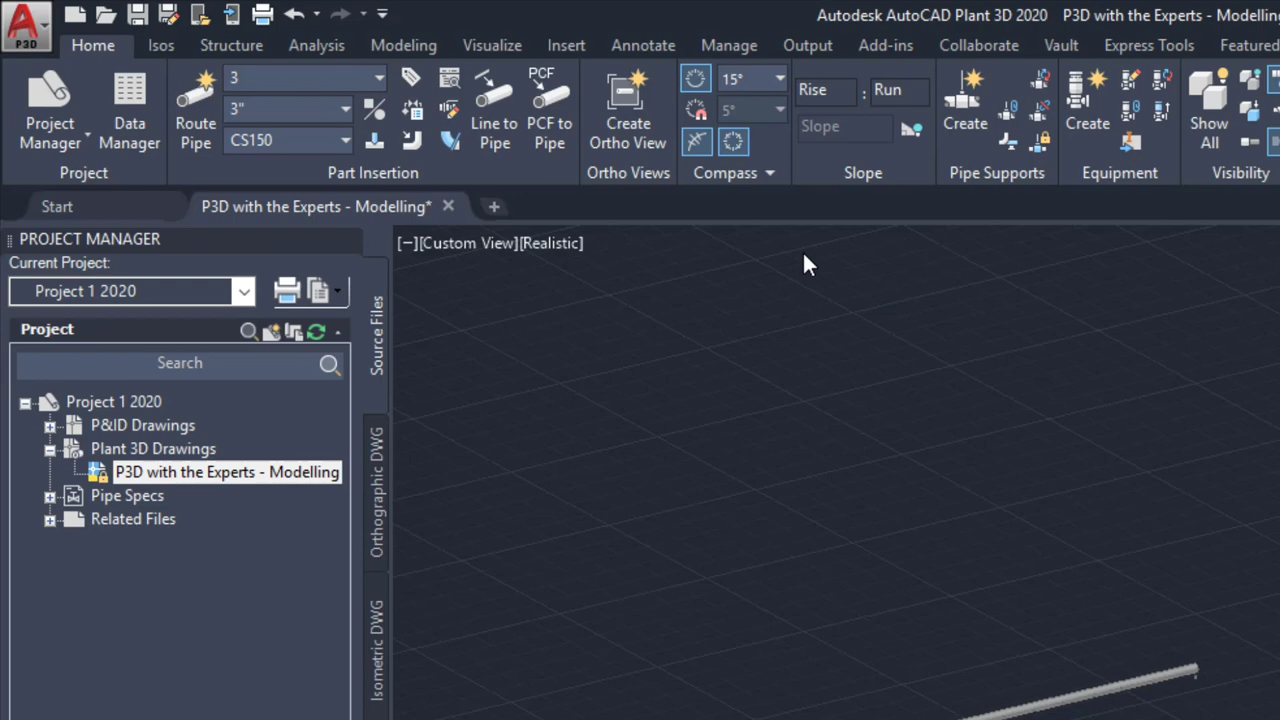 P3D
Autodesk AutoCAD Plant 3D 2020 P3D with the Experts - Modelling
Home Isos Structure Analysis Modeling Visualize Insert Annotate Manage Output Add-ins Collaborate Vault Express Tools Featured
Project Manager
Data Manager
Project
Route Pipe
3
3"
CS150
Line to Pipe
PCF
PCF to Pipe
Part Insertion
Create Ortho View
Ortho Views
15°
5°
Compass
Rise : Run
Slope
Slope
Create
Pipe Supports
Create
Equipment
Show All
Visibility
Start
P3D with the Experts - Modelling*
PROJECT MANAGER
Current Project:
Project 1 2020
Project
Search
Project 1 2020
P&ID Drawings
Plant 3D Drawings
P3D with the Experts - Modelling
Pipe Specs
Related Files
Source Files
Orthographic DWG
Isometric DWG
[−][Custom View][Realistic]